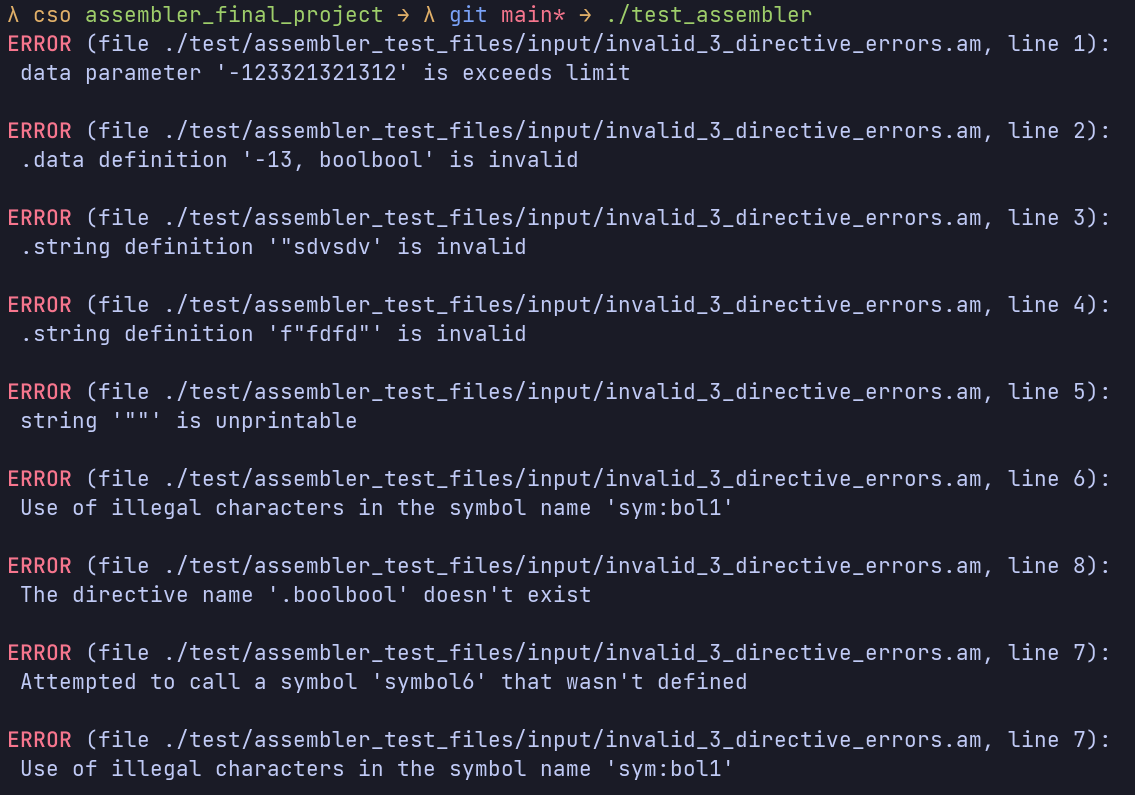 λ cso assembler_final_project → λ git main* → ./test_assembler
ERROR (file ./test/assembler_test_files/input/invalid_3_directive_errors.am, line 1):
data parameter '-123321321312' is exceeds limit
ERROR (file ./test/assembler_test_files/input/invalid_3_directive_errors.am, line 2):
.data definition '-13, boolbool' is invalid
ERROR (file ./test/assembler_test_files/input/invalid_3_directive_errors.am, line 3):
.string definition '"sdvsdv' is invalid
ERROR (file ./test/assembler_test_files/input/invalid_3_directive_errors.am, line 4):
.string definition 'f"fdfd"' is invalid
ERROR (file ./test/assembler_test_files/input/invalid_3_directive_errors.am, line 5):
string '""' is unprintable
ERROR (file ./test/assembler_test_files/input/invalid_3_directive_errors.am, line 6):
Use of illegal characters in the symbol name 'sym:bol1'
ERROR (file ./test/assembler_test_files/input/invalid_3_directive_errors.am, line 8):
The directive name '.boolbool' doesn't exist
ERROR (file ./test/assembler_test_files/input/invalid_3_directive_errors.am, line 7):
Attempted to call a symbol 'symbol6' that wasn't defined
ERROR (file ./test/assembler_test_files/input/invalid_3_directive_errors.am, line 7):
Use of illegal characters in the symbol name 'sym:bol1'